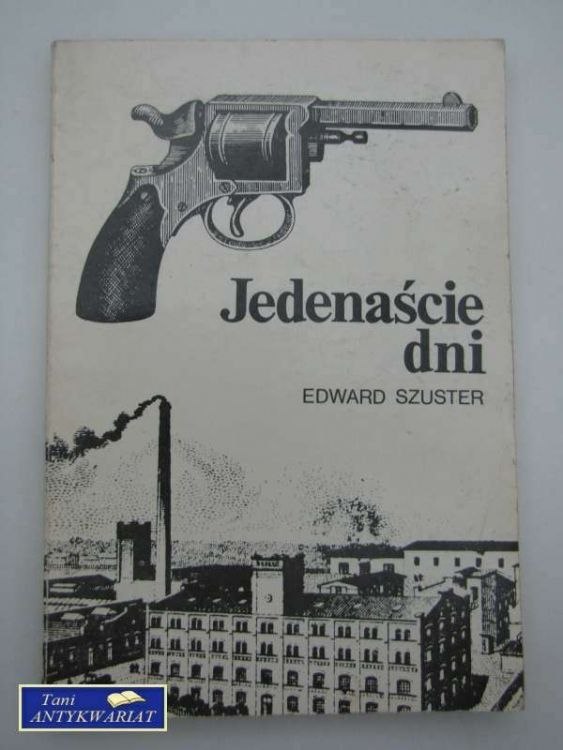 Jedenaście
dni
EDWARD SZUSTER
Tani
ANTYKWARIAT